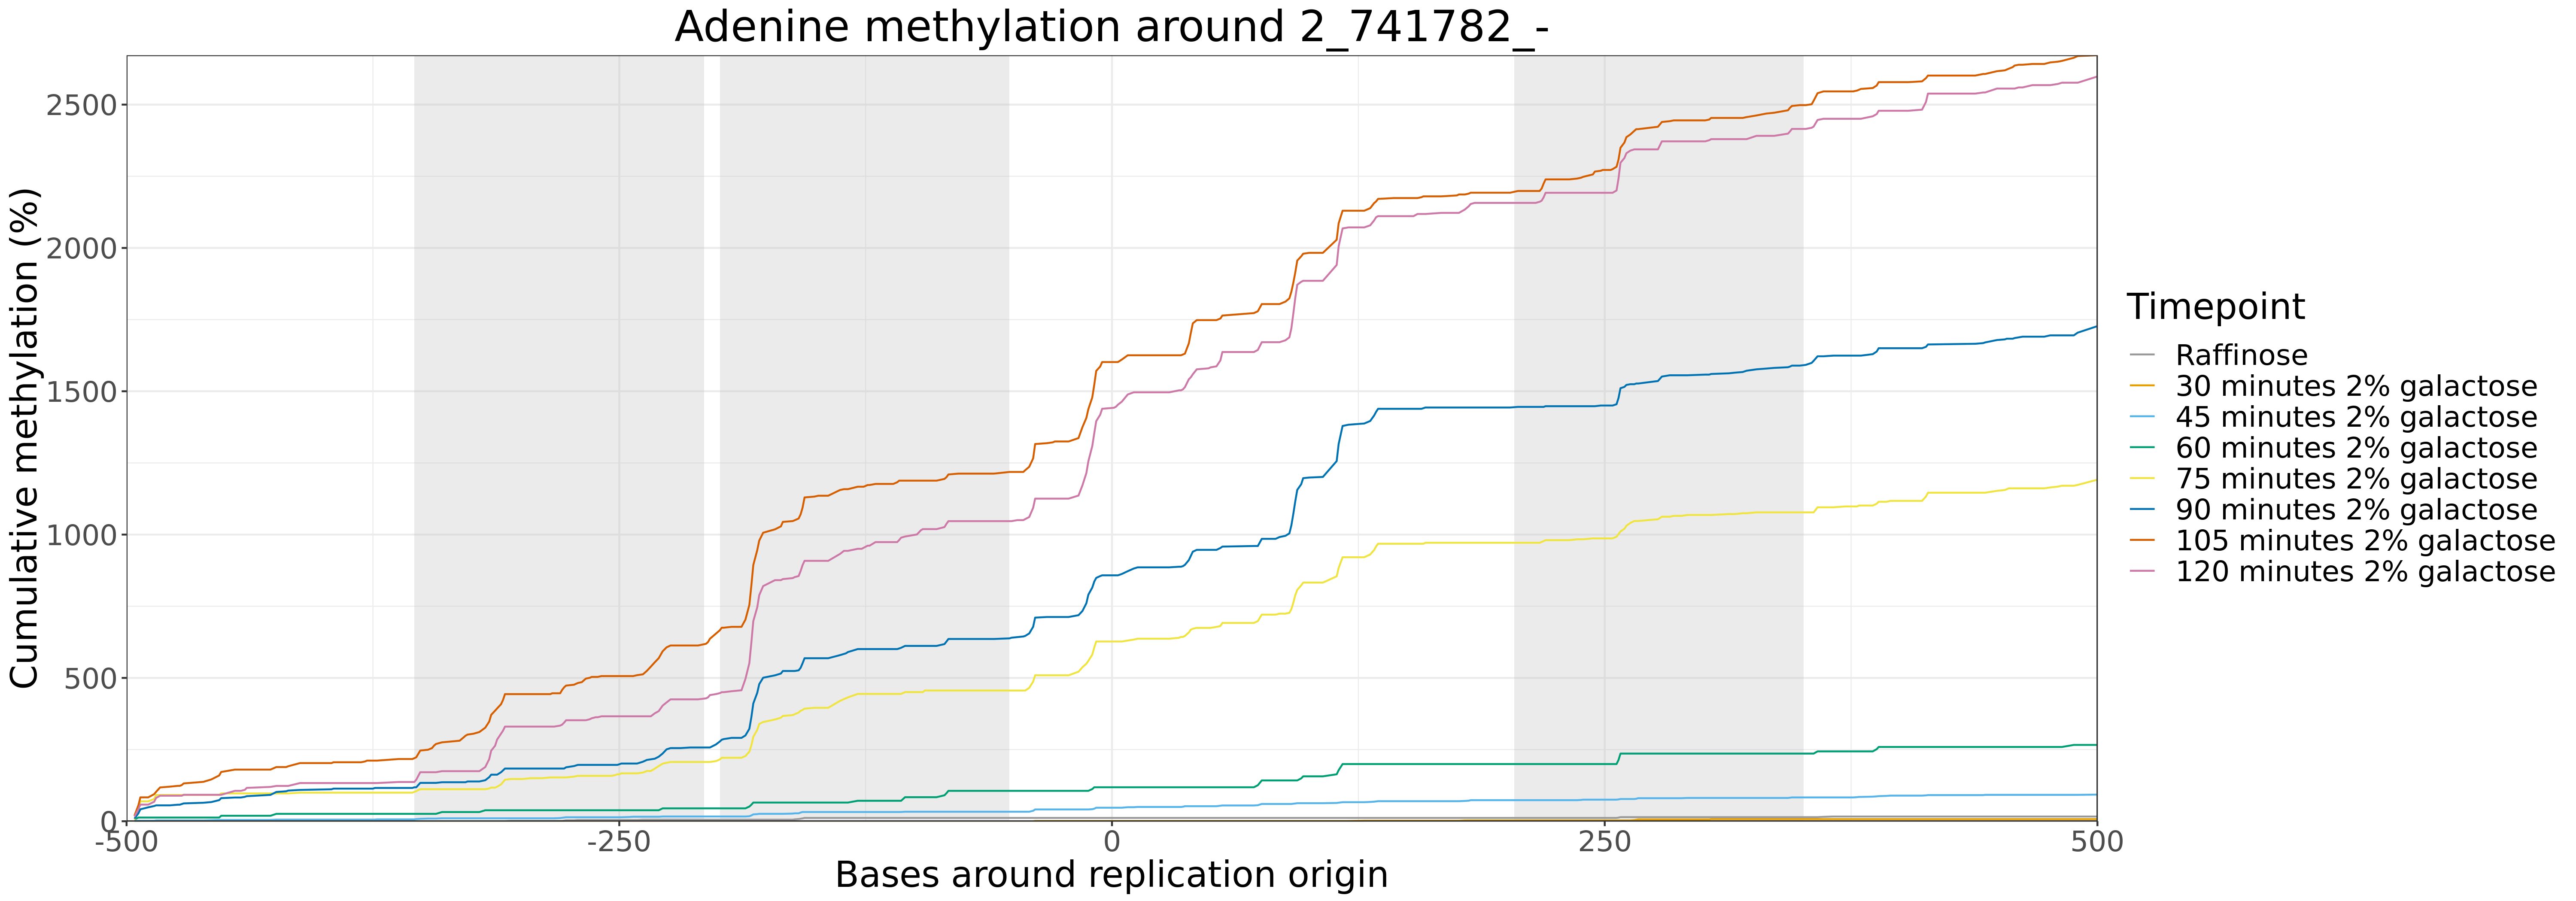 Adenine methylation around 2_741782_-
Cumulative methylation (%)
2500
2000
1500
1000
500
0
-500
-250
0
250
500
Bases around replication origin
Timepoint
Raffinose
30 minutes 2% galactose
45 minutes 2% galactose
60 minutes 2% galactose
75 minutes 2% galactose
90 minutes 2% galactose
105 minutes 2% galactose
120 minutes 2% galactose